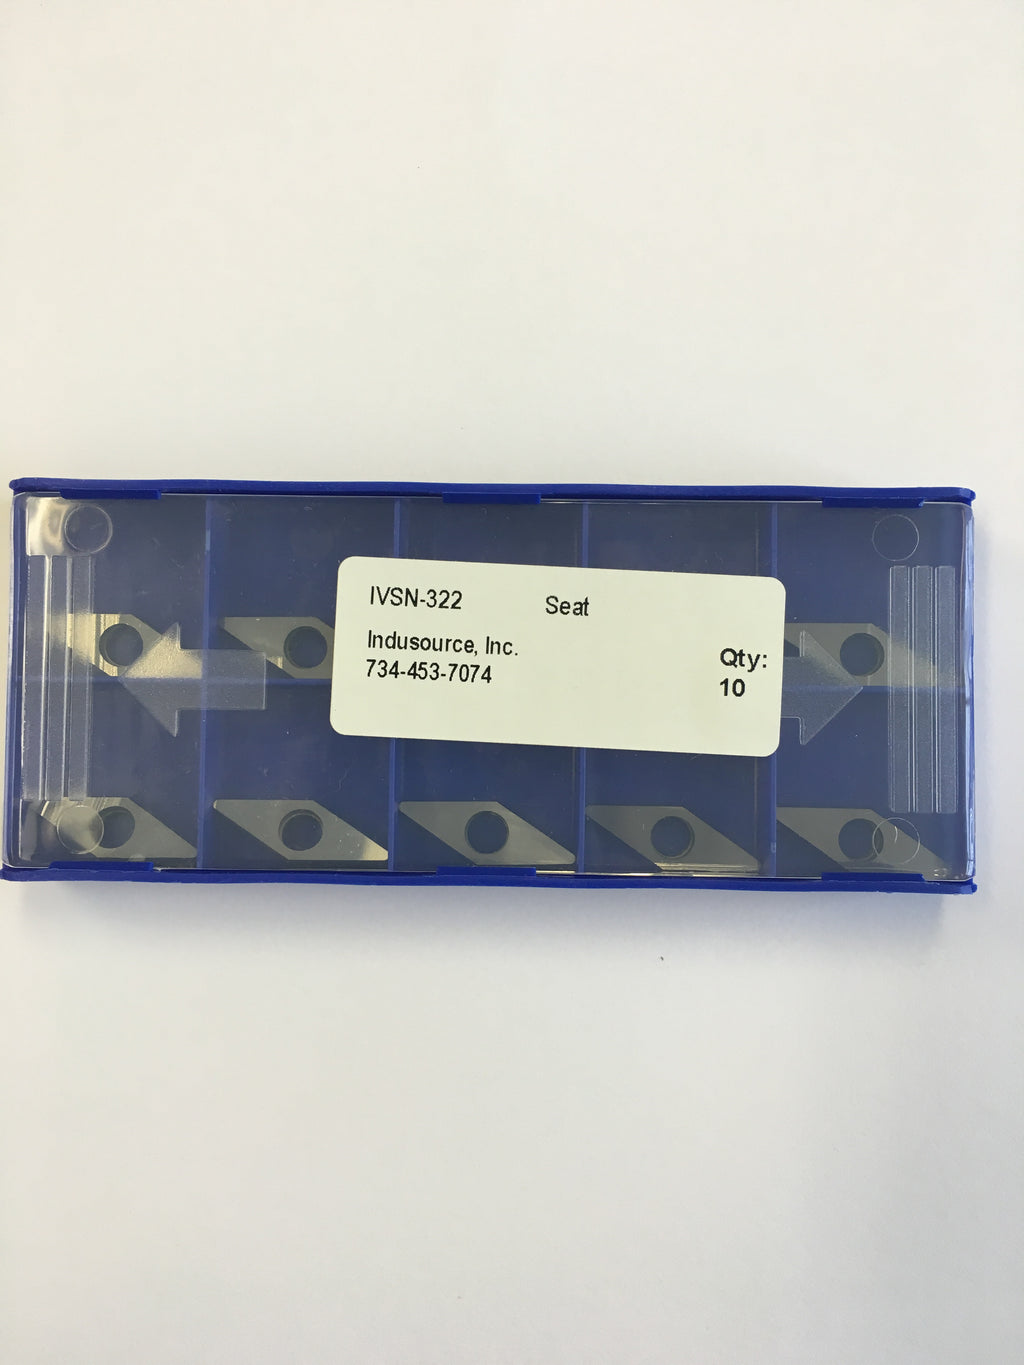 IVSN-322 Seat
Indusource, Inc.
734-453-7074
Qty:
10